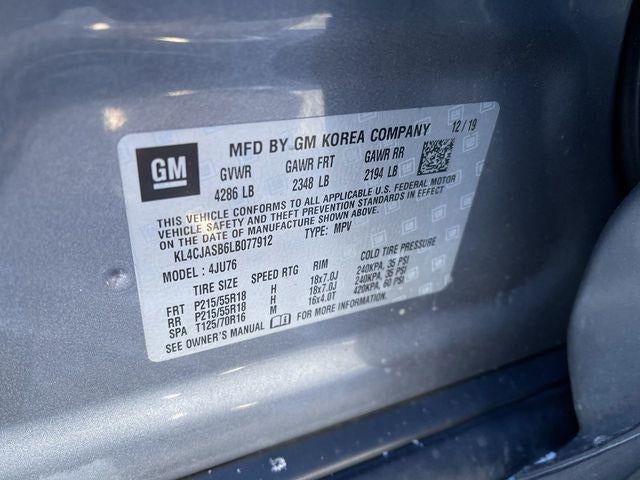 GM
MFD BY GM KOREA COMPANY 12/19
GVWR GAWR FRT GAWR RR
4286 LB 2348 LB 2194 LB
THIS VEHICLE CONFORMS TO ALL APPLICABLE U.S. FEDERAL MOTOR
VEHICLE SAFETY AND THEFT PREVENTION STANDARDS IN EFFECT
ON THE DATE OF MANUFACTURE SHOWN ABOVE.
KL4CJASB6LB077912 TYPE: MPV
MODEL : 4JU76
TIRE SIZE SPEED RTG RIM COLD TIRE PRESSURE
FRT P215/55R18 H 18x7.0J 240KPA, 35 PSI
RR P215/55R18 H 18x7.0J 240KPA, 35 PSI
SPA T125/70R16 M 16x4.0T 420KPA, 60 PSI
SEE OWNER'S MANUAL